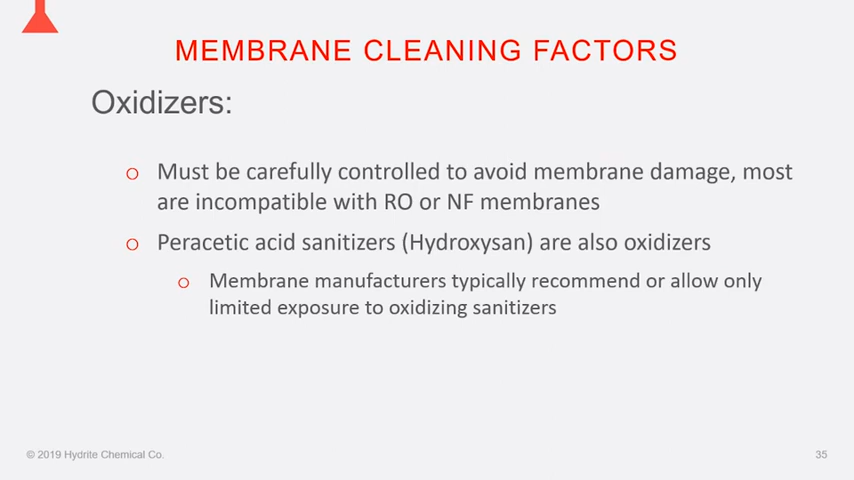 MEMBRANE CLEANING FACTORS
Oxidizers:
o Must be carefully controlled to avoid membrane damage, most
are incompatible with RO or NF membranes
o Peracetic acid sanitizers (Hydroxysan) are also oxidizers
o Membrane manufacturers typically recommend or allow only
limited exposure to oxidizing sanitizers
© 2019 Hydrite Chemical Co.
35